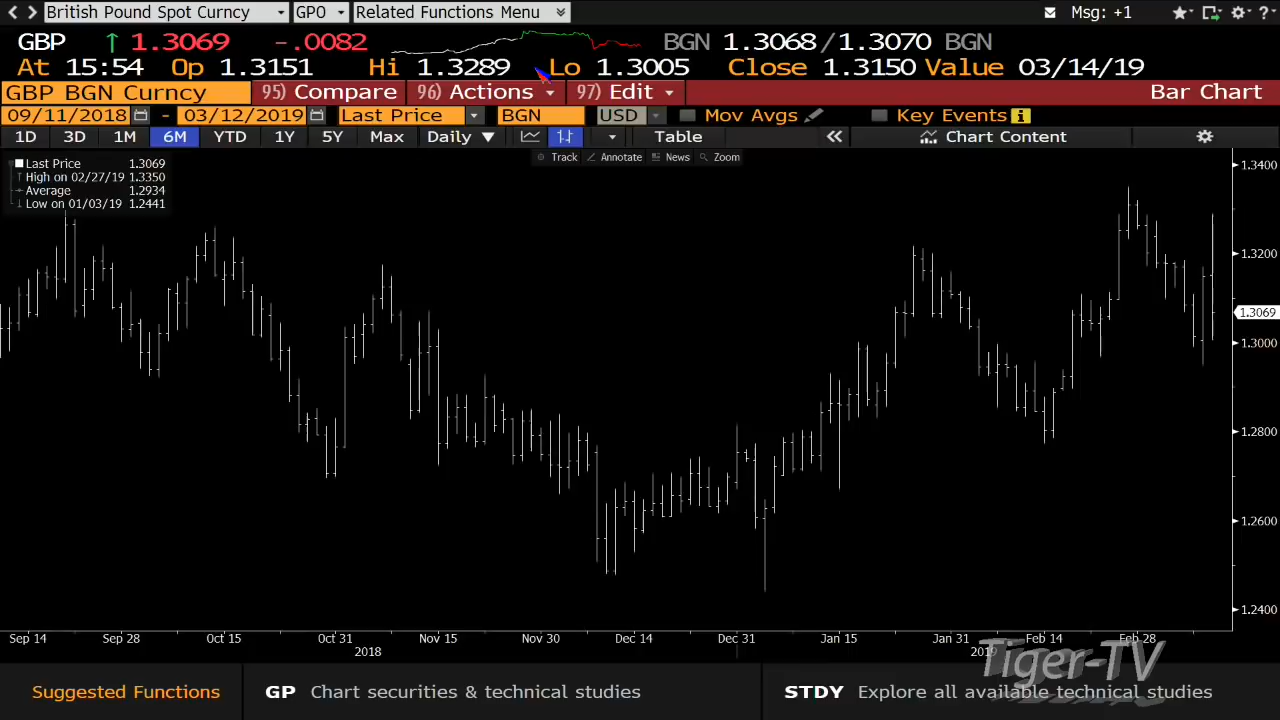 British Pound Spot Curncy GPO Related Functions Menu Msg: +1
GBP ↑ 1.3069 -.0082 BGN 1.3068/1.3070 BGN
At 15:54 Op 1.3151 Hi 1.3289 Lo 1.3005 Close 1.3150 Value 03/14/19
GBP BGN Curncy 95) Compare 96) Actions 97) Edit Bar Chart
09/11/2018 - 03/12/2019 Last Price BGN USD Mov Avgs Key Events
1D 3D 1M 6M YTD 1Y 5Y Max Daily ▼ Table « Chart Content
Track Annotate News Zoom
Last Price 1.3069
High on 02/27/19 1.3350
Average 1.2934
Low on 01/03/19 1.2441
1.3400
1.3200
1.3069
1.3000
1.2800
1.2600
1.2400
Sep 14 Sep 28 Oct 15 Oct 31 Nov 15 Nov 30 Dec 14 Dec 31 Jan 15 Jan 31 Feb 14 Feb 28
2018 2019
Tiger-TV
Suggested Functions GP Chart securities & technical studies STDY Explore all available technical studies